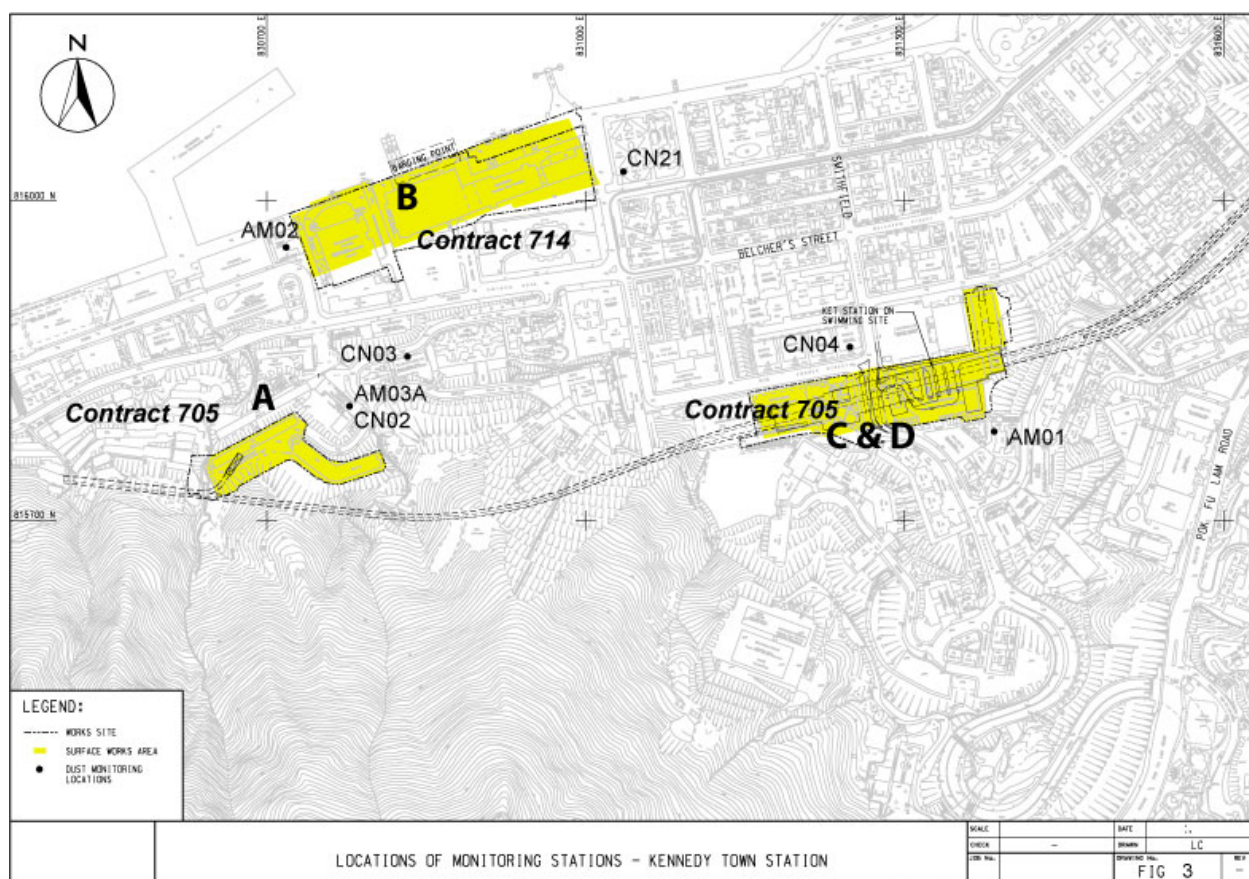 N
830700 E
831000 E
831300 E
831600 E
816000 N
815700 N
BARGING POINT
B
AM02
Contract 714
CN21
SMITHFIELD
BELCHER'S STREET
KET STATION ON
SWIMMING SITE
CN03
CN04
A
AM03A
CN02
Contract 705
Contract 705
C & D
AM01
POK FU LAM ROAD
LEGEND:
WORKS SITE
SURFACE WORKS AREA
DUST MONITORING
LOCATIONS
LOCATIONS OF MONITORING STATIONS - KENNEDY TOWN STATION
SCALE
DATE
CHECK
-
DRAWN
LC
JOB No.
DRAWING No.
FIG 3
REV
-